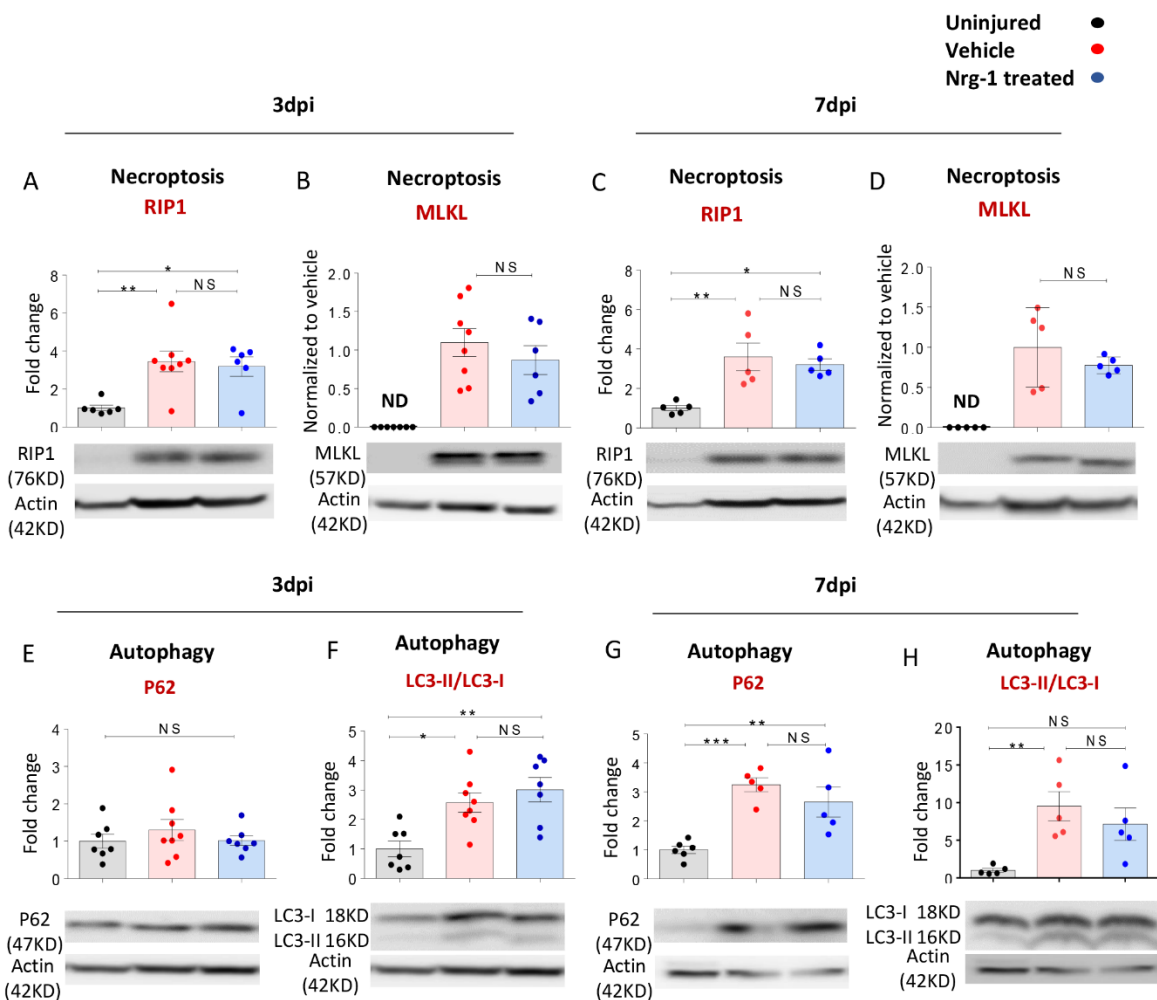 Uninjured
Vehicle
Nrg-1 treated
3dpi
7dpi
A
Necroptosis
RIP1
Fold change
8
6
4
2
0
*
**
NS
RIP1
(76KD)
Actin
(42KD)
B
Necroptosis
MLKL
Normalized to vehicle
2.0
1.5
1.0
0.5
0.0
NS
ND
MLKL
(57KD)
Actin
(42KD)
C
Necroptosis
RIP1
Fold change
8
6
4
2
0
*
**
NS
RIP1
(76KD)
Actin
(42KD)
D
Necroptosis
MLKL
Normalized to vehicle
2.0
1.5
1.0
0.5
0.0
NS
ND
MLKL
(57KD)
Actin
(42KD)
3dpi
7dpi
E
Autophagy
P62
Fold change
4
3
2
1
0
NS
P62
(47KD)
Actin
(42KD)
F
Autophagy
LC3-II/LC3-I
Fold change
5
4
3
2
1
0
**
*
NS
LC3-I 18KD
LC3-II 16KD
Actin
(42KD)
G
Autophagy
P62
Fold change
5
4
3
2
1
0
**
***
NS
P62
(47KD)
Actin
(42KD)
H
Autophagy
LC3-II/LC3-I
Fold change
20
15
10
5
0
NS
**
NS
LC3-I 18KD
LC3-II 16KD
Actin
(42KD)